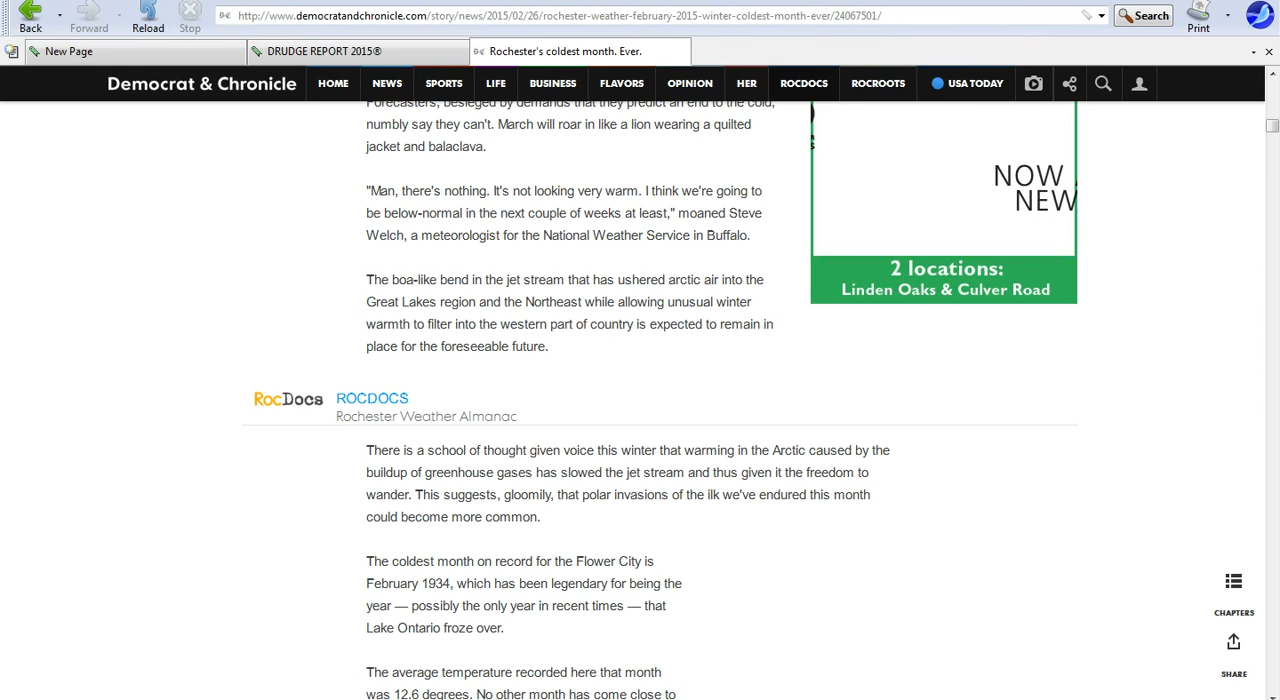 Back
Forward
Reload
Stop
http://www.democratandchronicle.com/story/news/2015/02/26/rochester-weather-february-2015-winter-coldest-month-ever/24067501/
Search
Print
New Page
DRUDGE REPORT 2015®
Rochester's coldest month. Ever.
Democrat & Chronicle
HOME
NEWS
SPORTS
LIFE
BUSINESS
FLAVORS
OPINION
HER
ROCDOCS
ROCROOTS
USA TODAY
Forecasters, besieged by demands that they predict an end to the cold,
numbly say they can't. March will roar in like a lion wearing a quilted
jacket and balaclava.
"Man, there's nothing. It's not looking very warm. I think we're going to
be below-normal in the next couple of weeks at least," moaned Steve
Welch, a meteorologist for the National Weather Service in Buffalo.
The boa-like bend in the jet stream that has ushered arctic air into the
Great Lakes region and the Northeast while allowing unusual winter
warmth to filter into the western part of country is expected to remain in
place for the foreseeable future.
NOW
NEW
2 locations:
Linden Oaks & Culver Road
RocDocs
ROCDOCS
Rochester Weather Almanac
There is a school of thought given voice this winter that warming in the Arctic caused by the
buildup of greenhouse gases has slowed the jet stream and thus given it the freedom to
wander. This suggests, gloomily, that polar invasions of the ilk we've endured this month
could become more common.
The coldest month on record for the Flower City is
February 1934, which has been legendary for being the
year — possibly the only year in recent times — that
Lake Ontario froze over.
The average temperature recorded here that month
was 12.6 degrees. No other month has come close to
CHAPTERS
SHARE